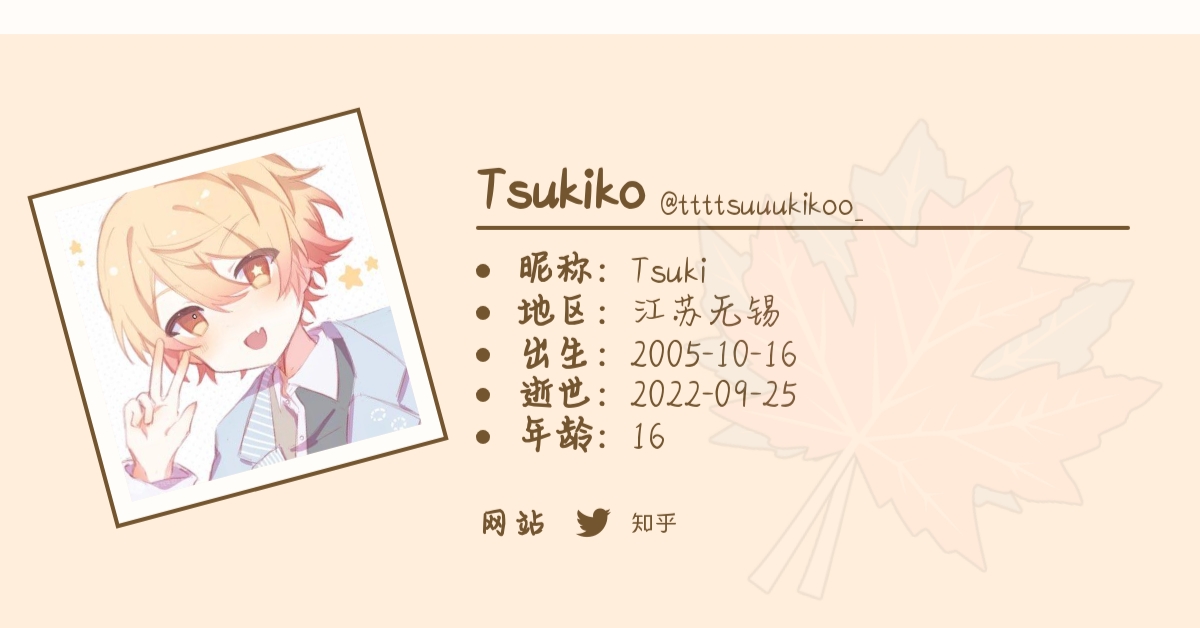 Tsukiko @ttttsuuukikoo_
• 昵称： Tsuki
• 地区： 江苏无锡
• 出生： 2005-10-16
• 逝世： 2022-09-25
• 年龄： 16
网站 知乎